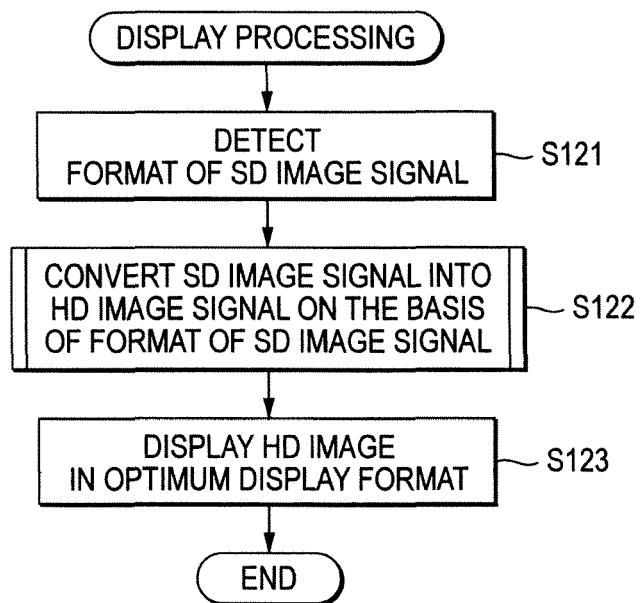 DISPLAY PROCESSING
DETECT
FORMAT OF SD IMAGE SIGNAL
S121
CONVERT SD IMAGE SIGNAL INTO
HD IMAGE SIGNAL ON THE BASIS
OF FORMAT OF SD IMAGE SIGNAL
S122
DISPLAY HD IMAGE
IN OPTIMUM DISPLAY FORMAT
S123
END